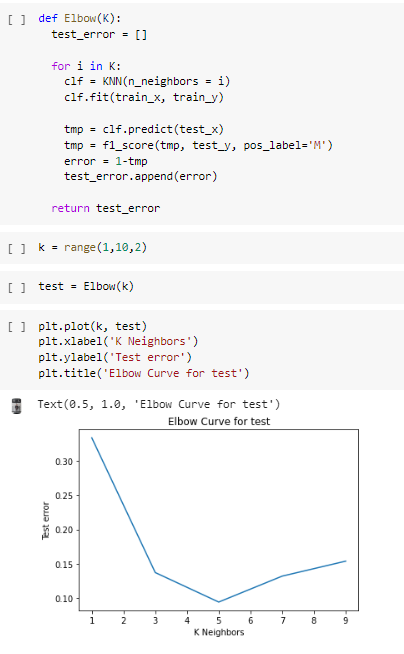 [ ] def Elbow(K):
test_error = []
for i in K:
clf = KNN(n_neighbors = i)
clf.fit(train_x, train_y)
tmp = clf.predict(test_x)
tmp = f1_score(tmp, test_y, pos_label='M')
error = 1-tmp
test_error.append(error)
return test_error
[ ] k = range(1,10,2)
[ ] test = Elbow(k)
[ ] plt.plot(k, test)
plt.xlabel('K Neighbors')
plt.ylabel('Test error')
plt.title('Elbow Curve for test')
Text(0.5, 1.0, 'Elbow Curve for test')
Elbow Curve for test
0.30
0.25
0.20
0.15
0.10
Test error
1 2 3 4 5 6 7 8 9
K Neighbors